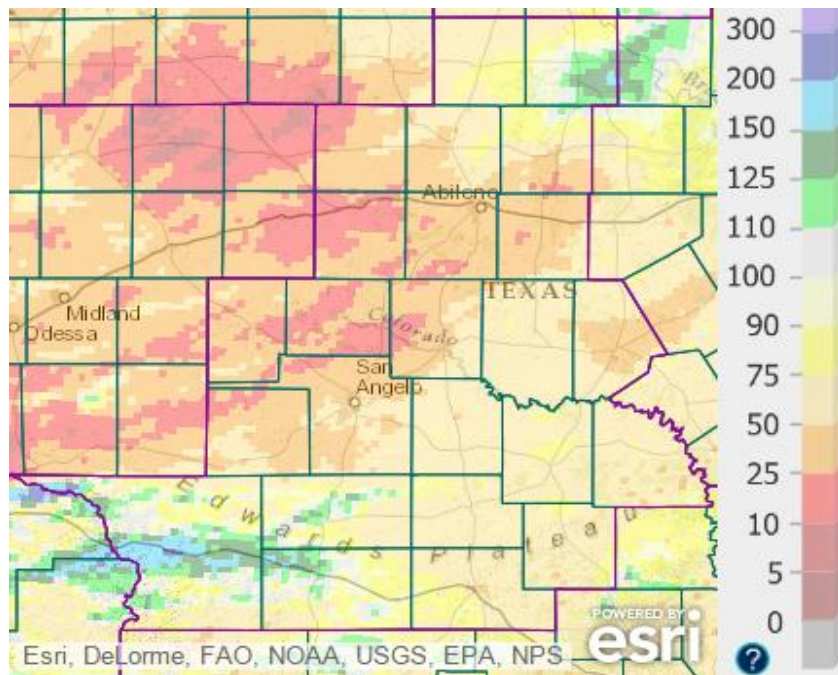 300
200
150
125
110
100
90
75
50
25
10
5
0
Abilene
TEXAS
Midland
Odessa
Colorado
San
Angelo
Edwards Plateau
POWERED BY
esri
Esri, DeLorme, FAO, NOAA, USGS, EPA, NPS
?